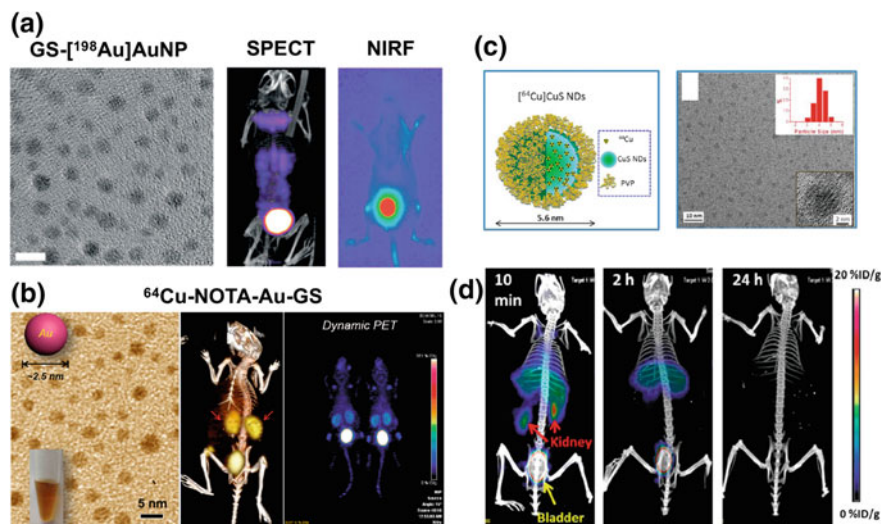 (a)
GS-[198Au]AuNP SPECT NIRF
(c)
[64Cu]CuS NDs
64Cu
CuS NDs
PVP
5.6 nm
Particle Size (nm)
10 nm
2 nm
(b) 64Cu-NOTA-Au-GS
Au
~2.5 nm
5 nm
Dynamic PET
(d)
10 min
2 h
24 h
Kidney
Bladder
20 %ID/g
0 %ID/g